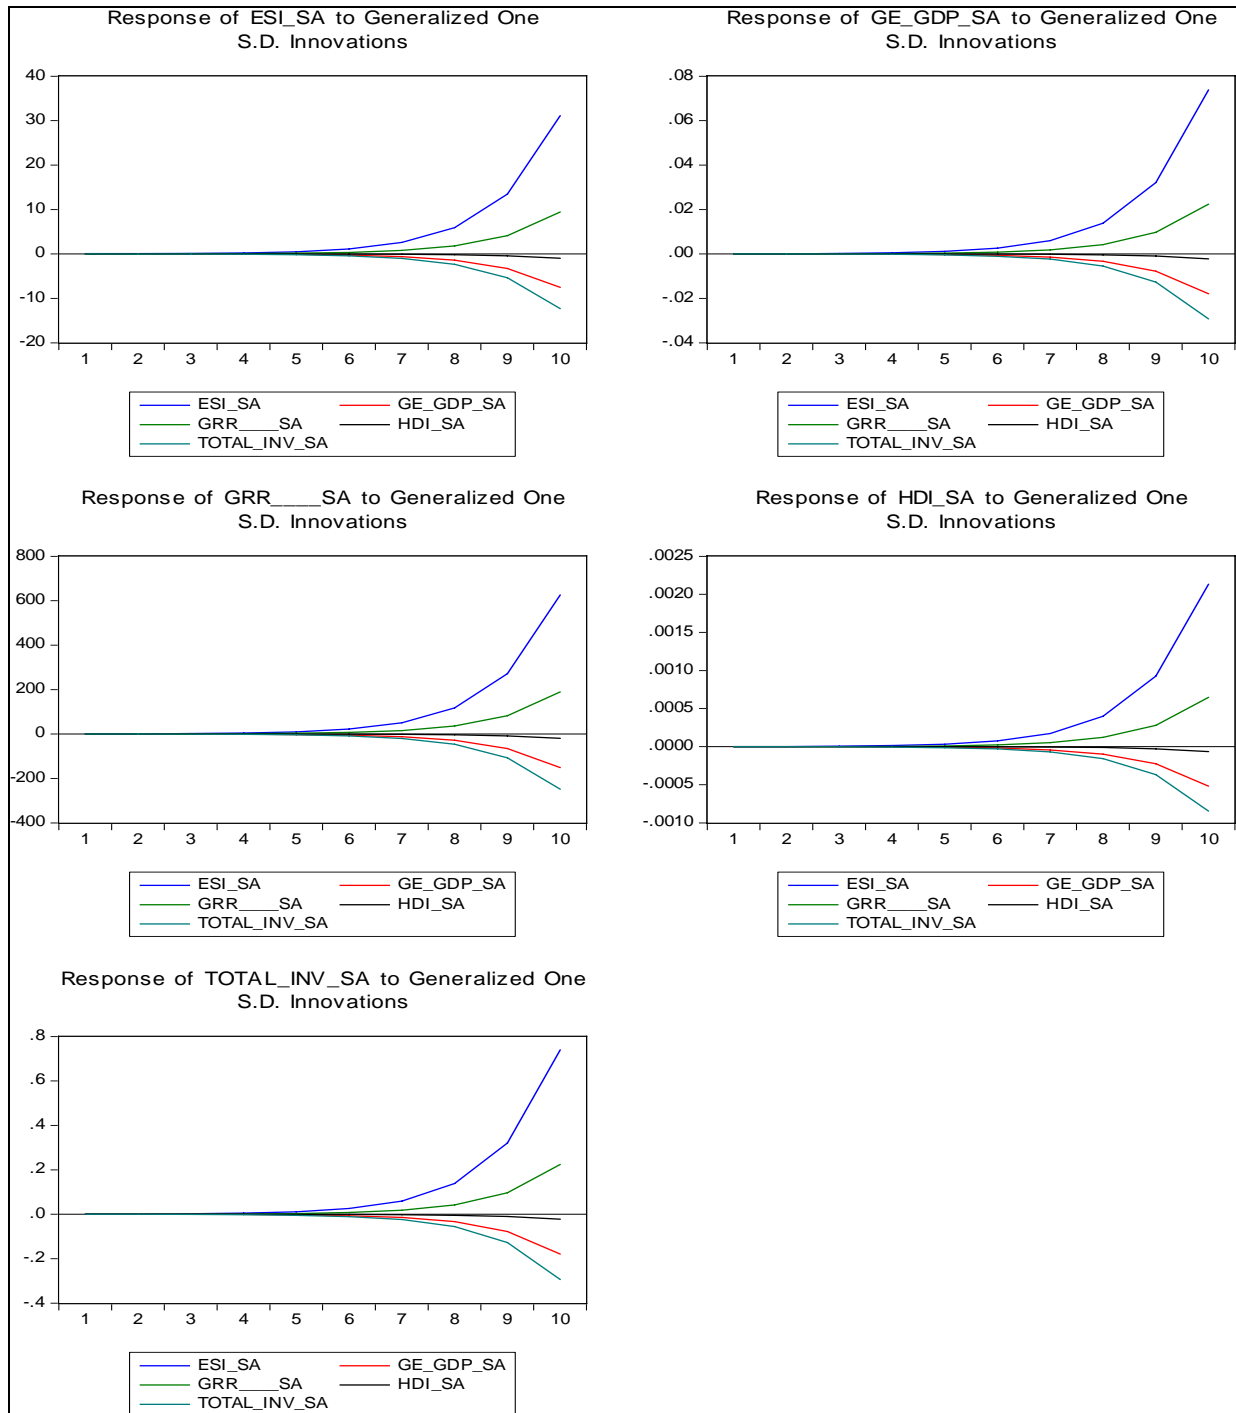 Response of ESI_SA to Generalized One
S.D. Innovations
40
30
20
10
0
-10
-20
1 2 3 4 5 6 7 8 9 10
ESI_SA GE_GDP_SA
GRR____SA HDI_SA
TOTAL_INV_SA
Response of GE_GDP_SA to Generalized One
S.D. Innovations
.08
.06
.04
.02
.00
-.02
-.04
1 2 3 4 5 6 7 8 9 10
ESI_SA GE_GDP_SA
GRR____SA HDI_SA
TOTAL_INV_SA
Response of GRR____SA to Generalized One
S.D. Innovations
800
600
400
200
0
-200
-400
1 2 3 4 5 6 7 8 9 10
ESI_SA GE_GDP_SA
GRR____SA HDI_SA
TOTAL_INV_SA
Response of HDI_SA to Generalized One
S.D. Innovations
.0025
.0020
.0015
.0010
.0005
.0000
-.0005
-.0010
1 2 3 4 5 6 7 8 9 10
ESI_SA GE_GDP_SA
GRR____SA HDI_SA
TOTAL_INV_SA
Response of TOTAL_INV_SA to Generalized One
S.D. Innovations
.8
.6
.4
.2
.0
-.2
-.4
1 2 3 4 5 6 7 8 9 10
ESI_SA GE_GDP_SA
GRR____SA HDI_SA
TOTAL_INV_SA